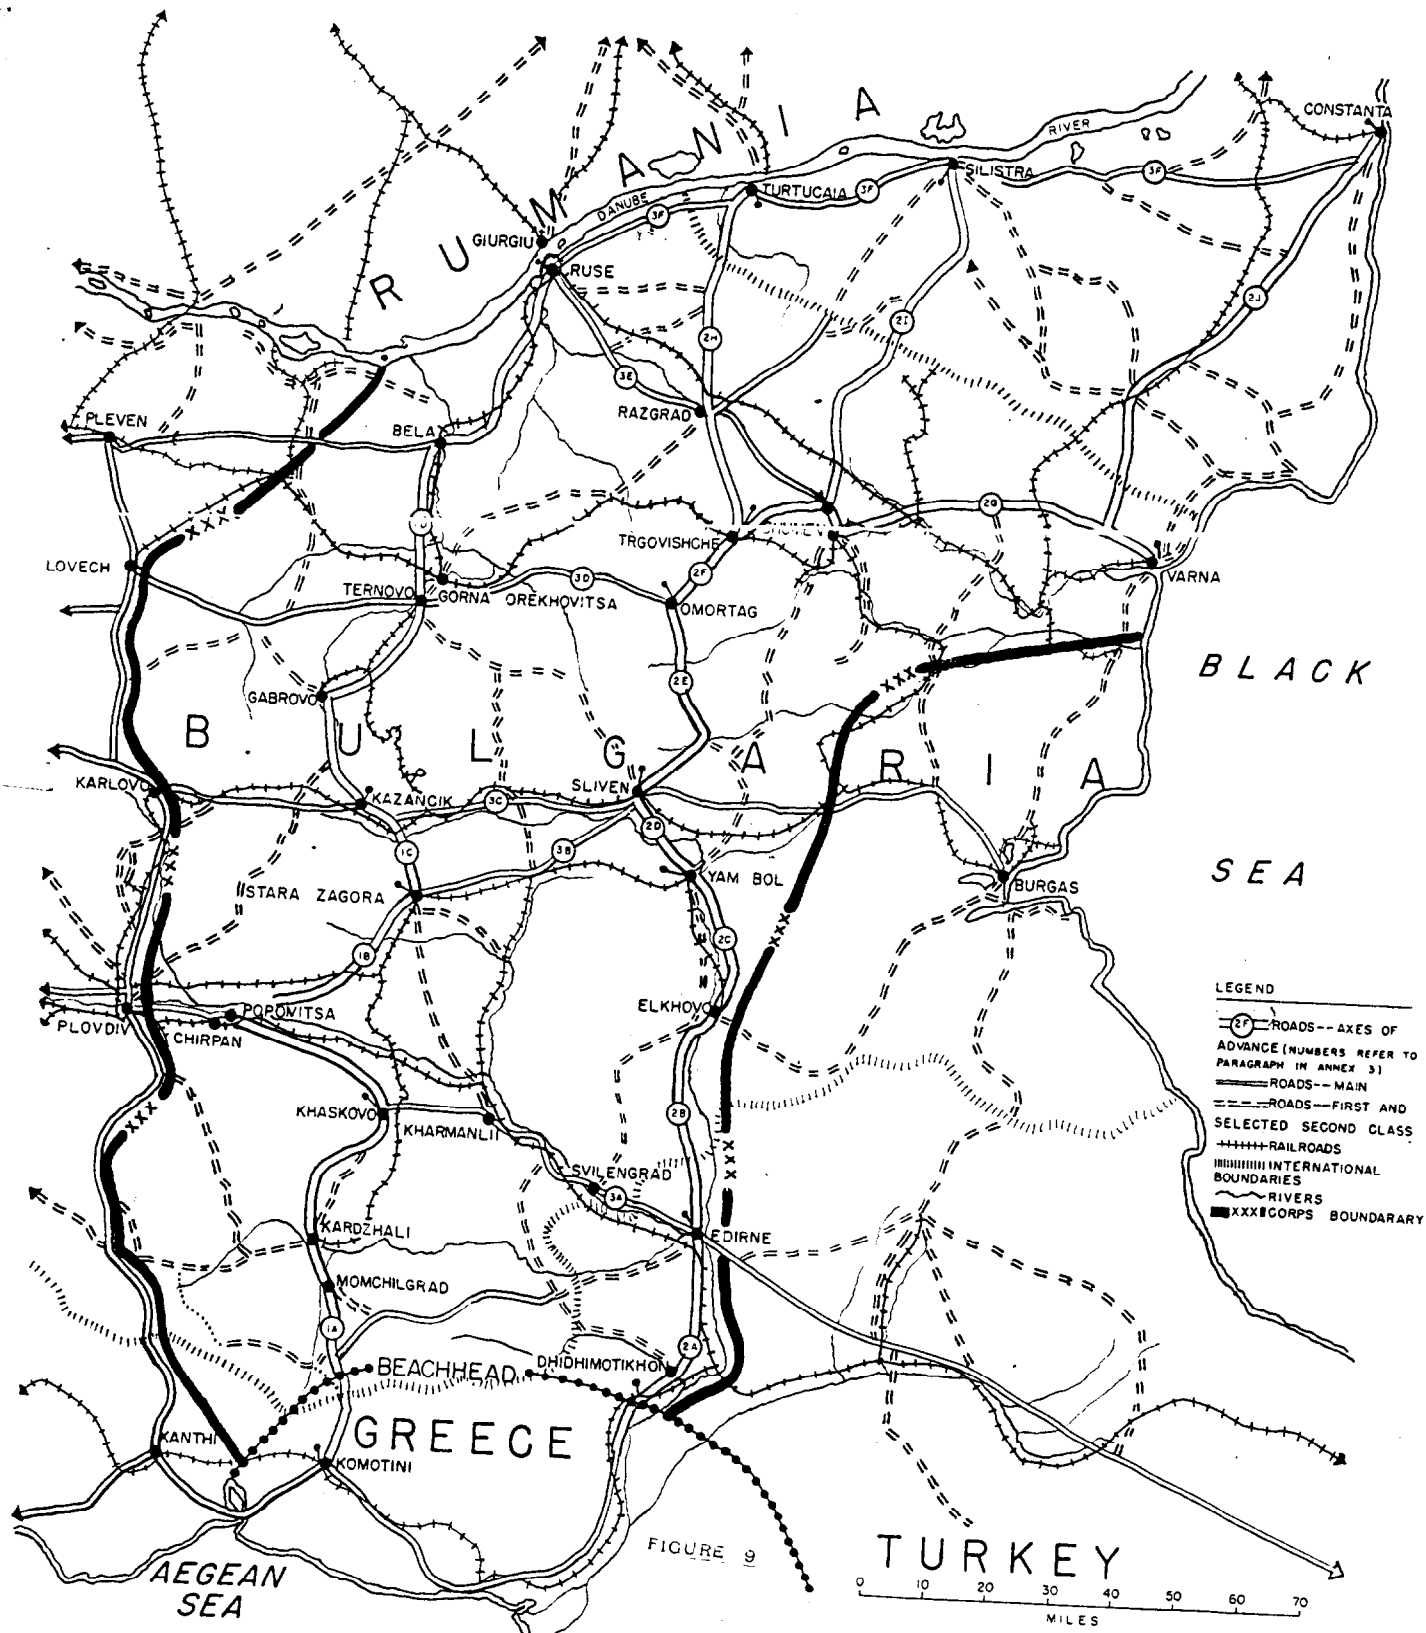 CONSTANTA
RUMANIA
RIVER
SILISTRA
3F
TURTUCAIA
3F
DANUBE
3F
GIURGIU
RUSE
2J
2I
2H
3E
RAZGRAD
PLEVEN
BELA
2G
TRGOVISHCHE
LOVECH
VARNA
2F
3D
TERNOVO
GORNA OREKHOVITSA
OMORTAG
BLACK
SEA
XXX
XXXX
2E
GABROVO
BULGARIA
KARLOVO
KAZANCIK
3C
SLIVEN
2D
1C
3B
XXX
STARA ZAGORA
YAM BOL
BURGAS
XXX
2C
1B
ELKHOVO
PLOVDIV
POPOVITSA
CHIRPAN
KHASKOVO
KHARMANLII
2B
XXX
XXX
SVILENGRAD
3A
EDIRNE
KARDZHALI
MOMCHILGRAD
1A
2A
BEACHHEAD
DHIDHIMOTIKHON
GREECE
XANTHI
KOMOTINI
AEGEAN
SEA
TURKEY
FIGURE 9
0 10 20 30 40 50 60 70
MILES
LEGEND
2F ROADS--AXES OF
ADVANCE (NUMBERS REFER TO
PARAGRAPH IN ANNEX 3)
ROADS--MAIN
ROADS--FIRST AND
SELECTED SECOND CLASS
RAILROADS
INTERNATIONAL
BOUNDARIES
RIVERS
XXX CORPS BOUNDARARY